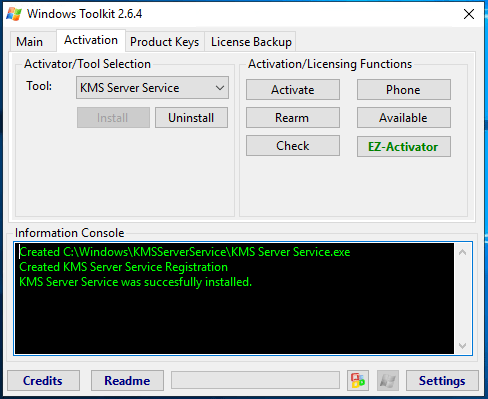 Windows Toolkit 2.6.4
Main Activation Product Keys License Backup
Activator/Tool Selection
Tool: KMS Server Service
Install Uninstall
Activation/Licensing Functions
Activate Phone
Rearm Available
Check EZ-Activator
Information Console
Created C:\Windows\KMSServerService\KMS Server Service.exe
Created KMS Server Service Registration
KMS Server Service was succesfully installed.
Credits Readme Settings